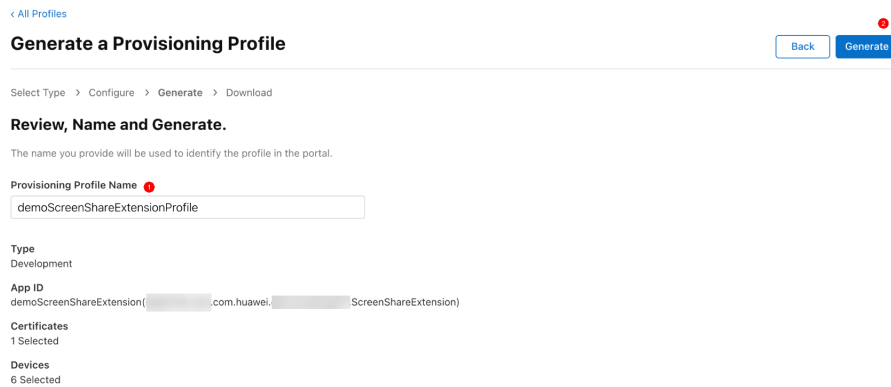 ‹ All Profiles
2
Generate a Provisioning Profile
Back Generate
Select Type > Configure > Generate > Download
Review, Name and Generate.
The name you provide will be used to identify the profile in the portal.
Provisioning Profile Name 1
demoScreenShareExtensionProfile
Type
Development
App ID
demoScreenShareExtension( .com.huawei. ScreenShareExtension)
Certificates
1 Selected
Devices
6 Selected